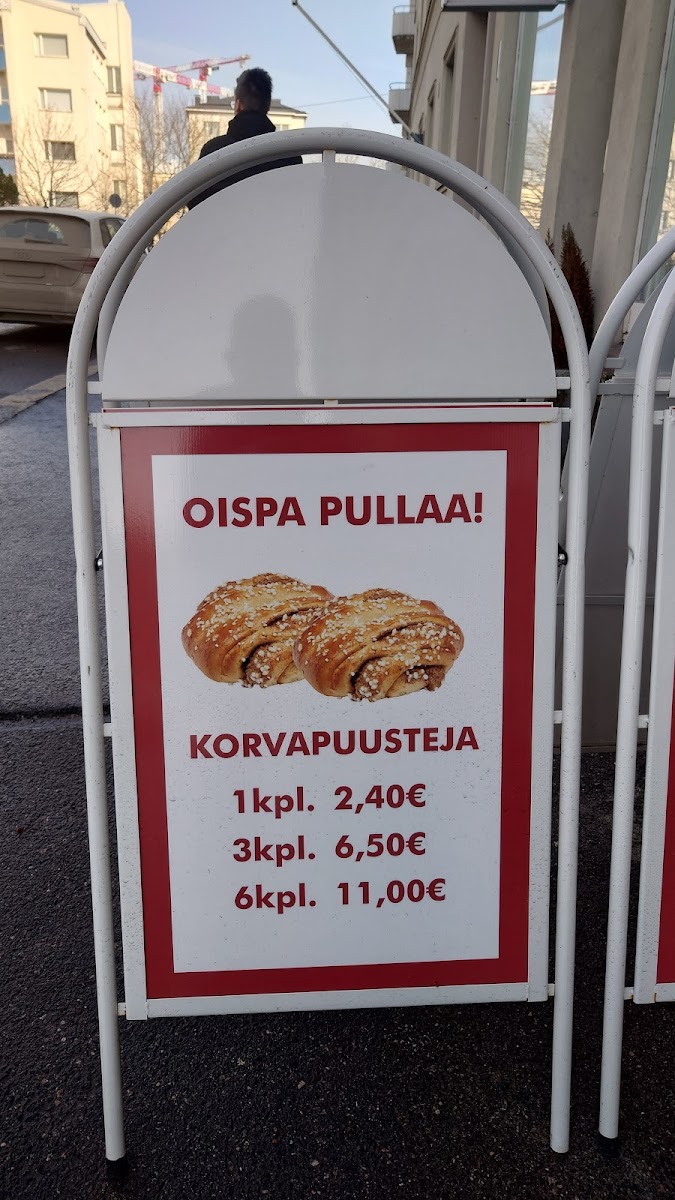 OISPA PULLAA!
KORVAPUUSTEJA
1kpl. 2,40€
3kpl. 6,50€
6kpl. 11,00€